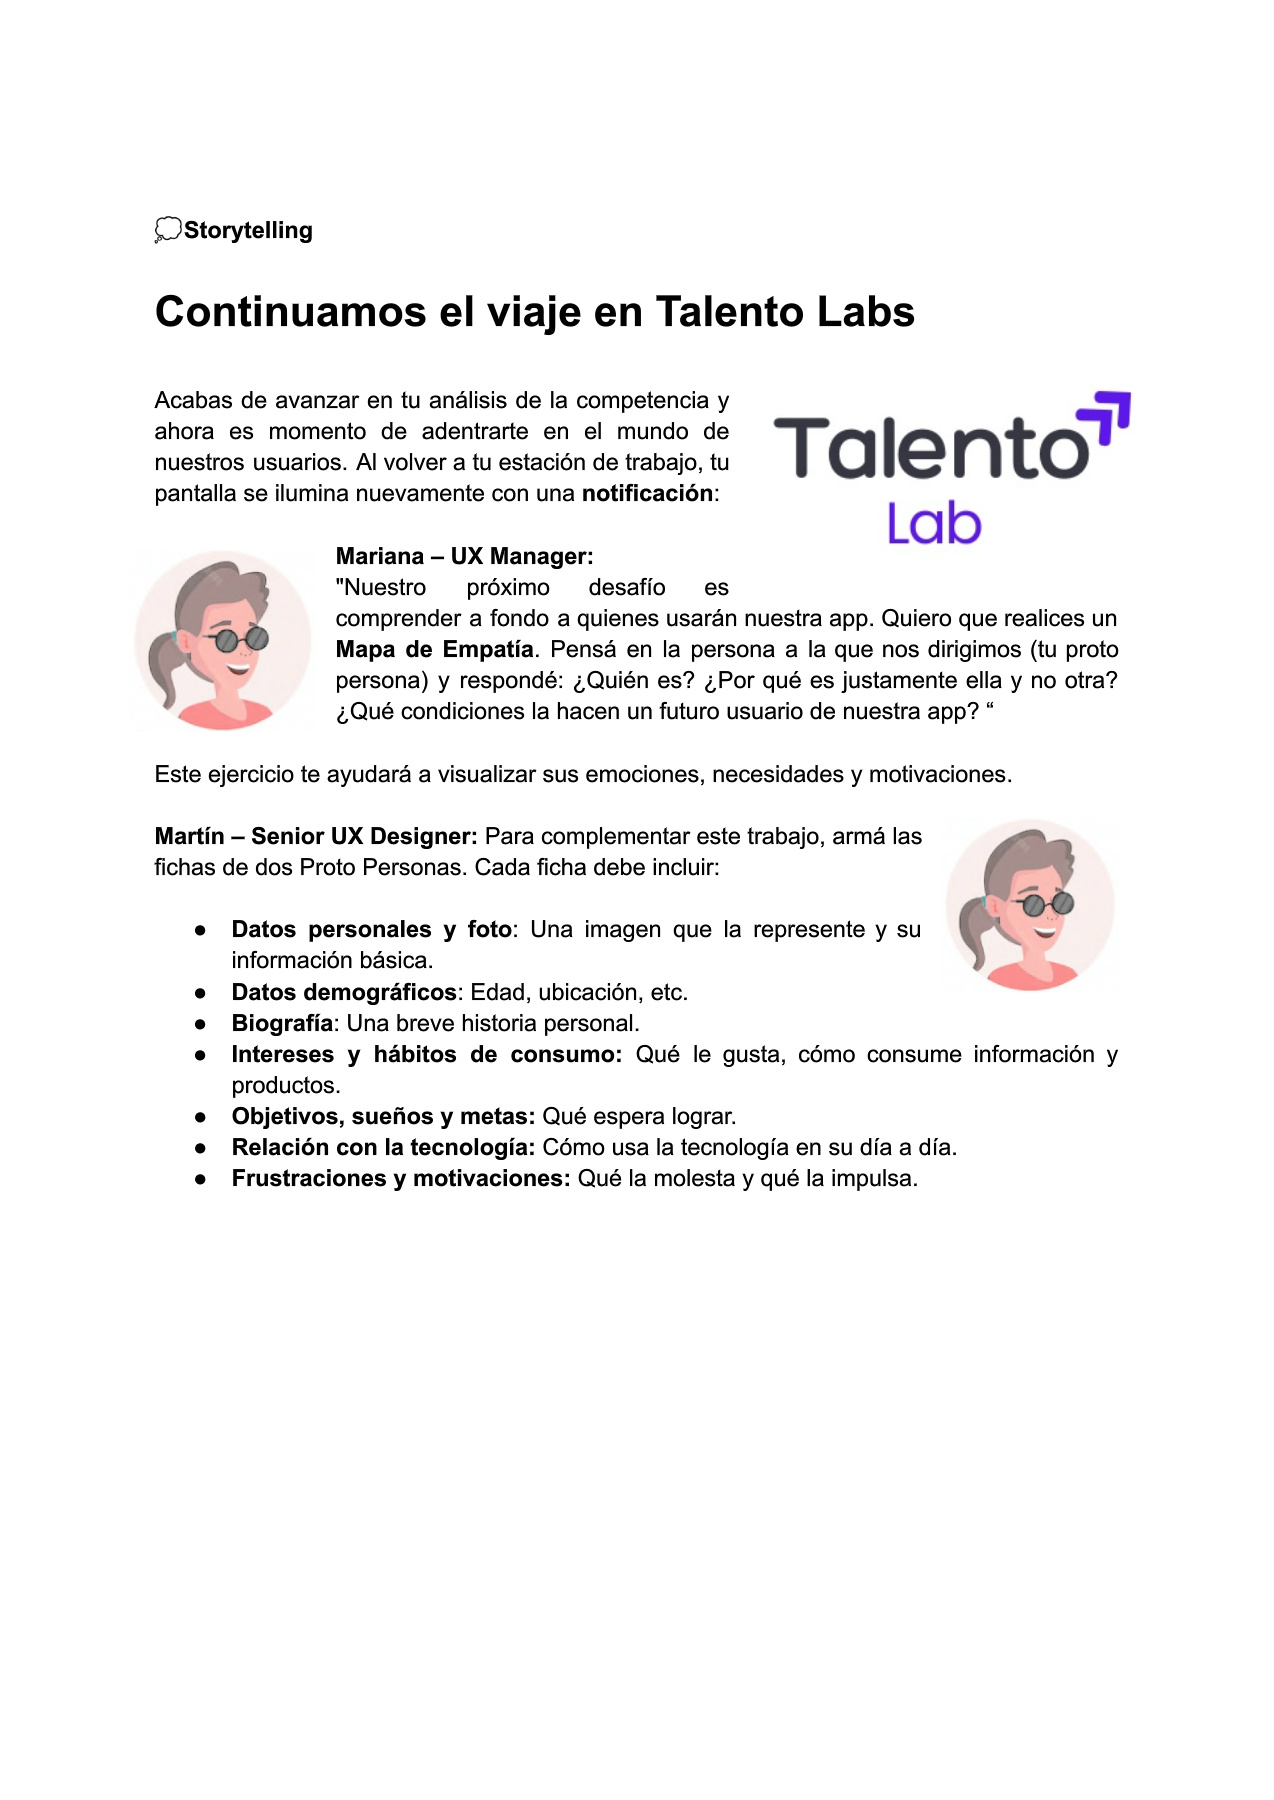 💭Storytelling
Continuamos el viaje en Talento Labs
Acabas de avanzar en tu análisis de la competencia y
ahora es momento de adentrarte en el mundo de
nuestros usuarios. Al volver a tu estación de trabajo, tu
pantalla se ilumina nuevamente con una notificación:
Talento
Lab
Mariana – UX Manager:
"Nuestro próximo desafío es
comprender a fondo a quienes usarán nuestra app. Quiero que realices un
Mapa de Empatía. Pensá en la persona a la que nos dirigimos (tu proto
persona) y respondé: ¿Quién es? ¿Por qué es justamente ella y no otra?
¿Qué condiciones la hacen un futuro usuario de nuestra app? “
Este ejercicio te ayudará a visualizar sus emociones, necesidades y motivaciones.
Martín – Senior UX Designer: Para complementar este trabajo, armá las
fichas de dos Proto Personas. Cada ficha debe incluir:
● Datos personales y foto: Una imagen que la represente y su
información básica.
● Datos demográficos: Edad, ubicación, etc.
● Biografía: Una breve historia personal.
● Intereses y hábitos de consumo: Qué le gusta, cómo consume información y
productos.
● Objetivos, sueños y metas: Qué espera lograr.
● Relación con la tecnología: Cómo usa la tecnología en su día a día.
● Frustraciones y motivaciones: Qué la molesta y qué la impulsa.